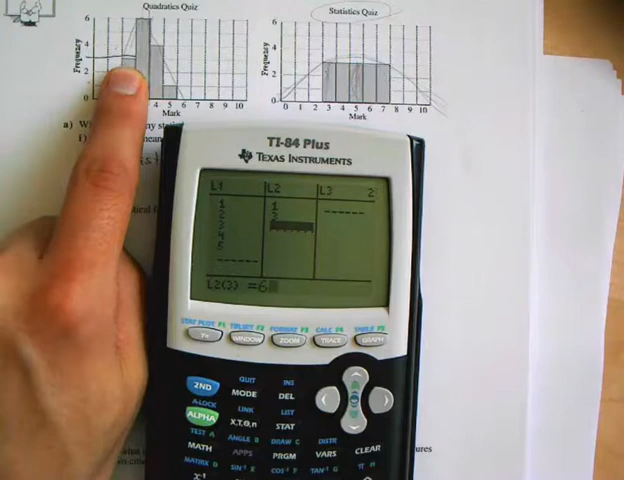 Quadratics Quiz
Statistics Quiz
Frequency
6
4
2
0
4 5 6 7 8 9 10
Mark
Frequency
6
4
2
0
0 1 2 3 4 5 6 7 8 9 10
Mark
TI-84 Plus
TEXAS INSTRUMENTS
L1 L2 L3 2
1 1 ------
2 3
3
4
5
------
L2(3) =6
STAT PLOT F1 TBLSET F2 FORMAT F3 CALC F4 TABLE F5
Y= WINDOW ZOOM TRACE GRAPH
QUIT INS
2ND MODE DEL
A-LOCK LINK LIST
ALPHA X,T,θ,n STAT
TEST A ANGLE B DRAW C DISTR
MATH APPS PRGM VARS CLEAR
MATRIX D SIN⁻¹ E COS⁻¹ F TAN⁻¹ G π H